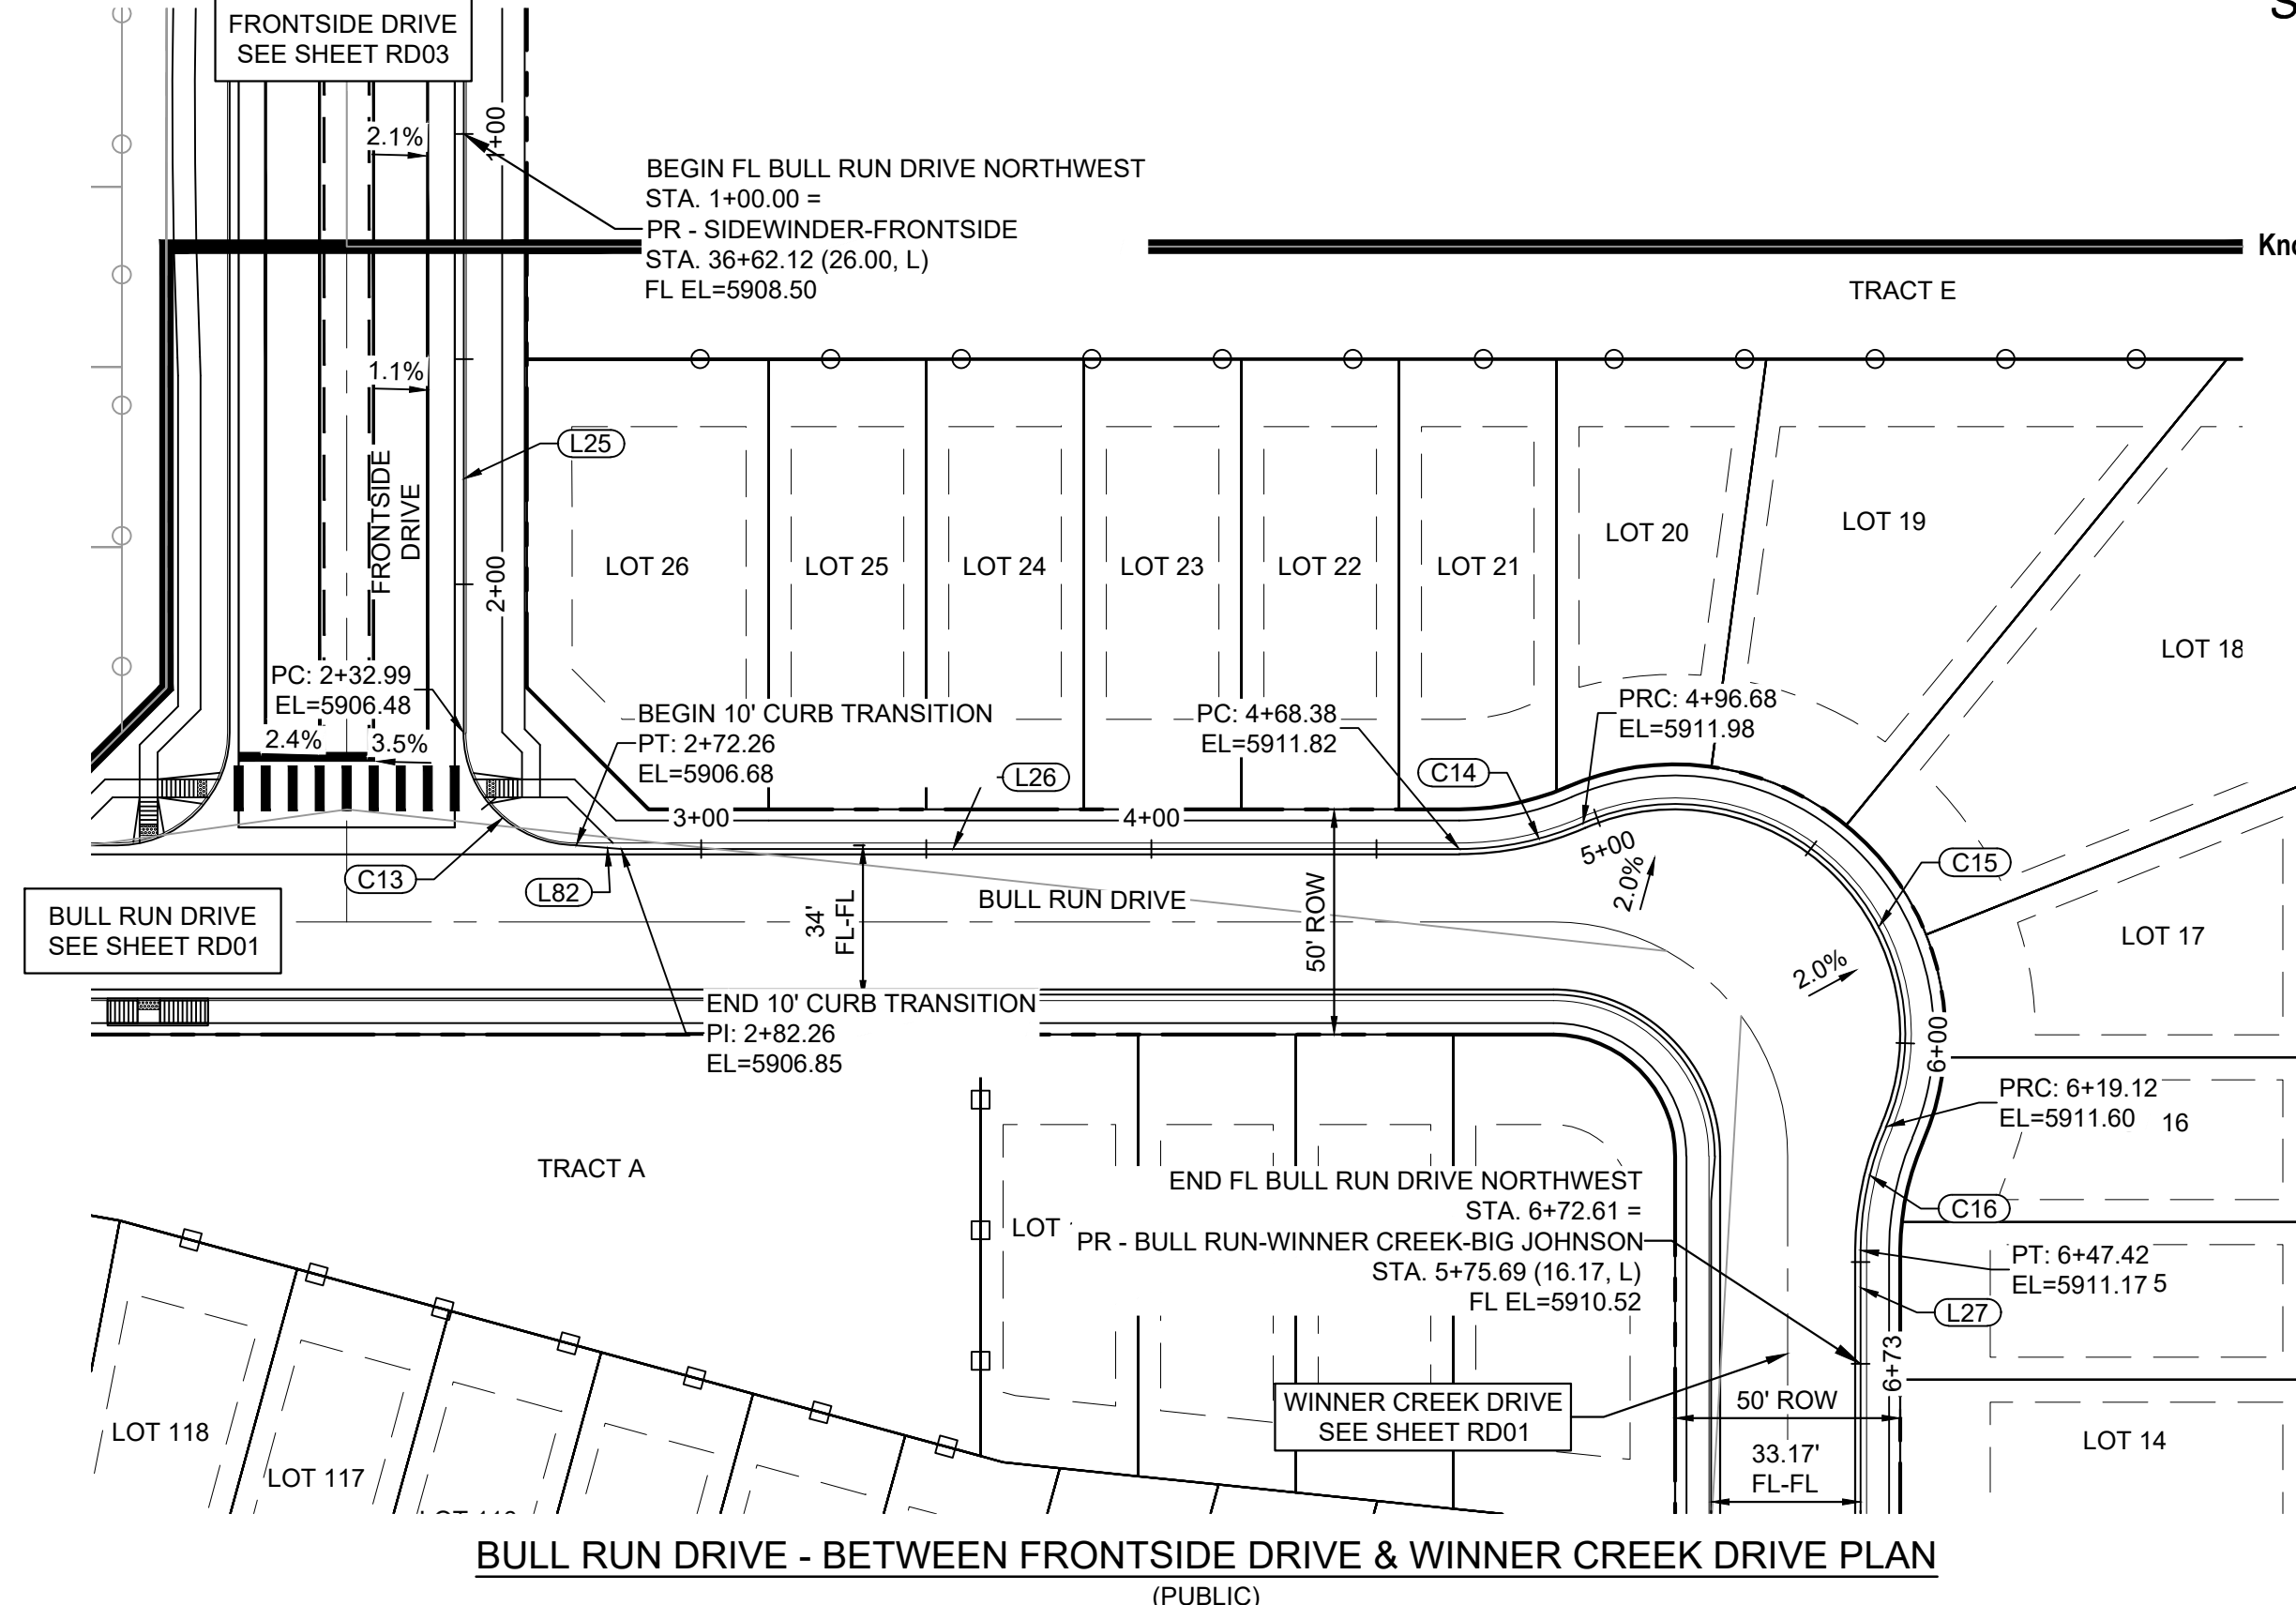 FRONTSIDE DRIVE
SEE SHEET RD03
2.1%
1+00
BEGIN FL BULL RUN DRIVE NORTHWEST
STA. 1+00.00 =
PR - SIDEWINDER-FRONTSIDE
STA. 36+62.12 (26.00, L)
FL EL=5908.50
TRACT E
1.1%
L25
FRONTSIDE
DRIVE
2+00
LOT 26
LOT 25
LOT 24
LOT 23
LOT 22
LOT 21
LOT 20
LOT 19
LOT 18
PC: 2+32.99
EL=5906.48
2.4%
3.5%
BEGIN 10' CURB TRANSITION
PT: 2+72.26
EL=5906.68
L26
PC: 4+68.38
EL=5911.82
C14
PRC: 4+96.68
EL=5911.98
3+00
4+00
5+00
2.0%
C13
L82
34'
FL-FL
BULL RUN DRIVE
50' ROW
C15
2.0%
LOT 17
BULL RUN DRIVE
SEE SHEET RD01
END 10' CURB TRANSITION
PI: 2+82.26
EL=5906.85
6+00
PRC: 6+19.12
EL=5911.60
16
TRACT A
END FL BULL RUN DRIVE NORTHWEST
STA. 6+72.61 =
PR - BULL RUN-WINNER CREEK-BIG JOHNSON
STA. 5+75.69 (16.17, L)
FL EL=5910.52
LOT
C16
PT: 6+47.42
EL=5911.17
5
L27
6+73
WINNER CREEK DRIVE
SEE SHEET RD01
50' ROW
33.17'
FL-FL
LOT 14
LOT 118
LOT 117
BULL RUN DRIVE - BETWEEN FRONTSIDE DRIVE & WINNER CREEK DRIVE PLAN
(PUBLIC)